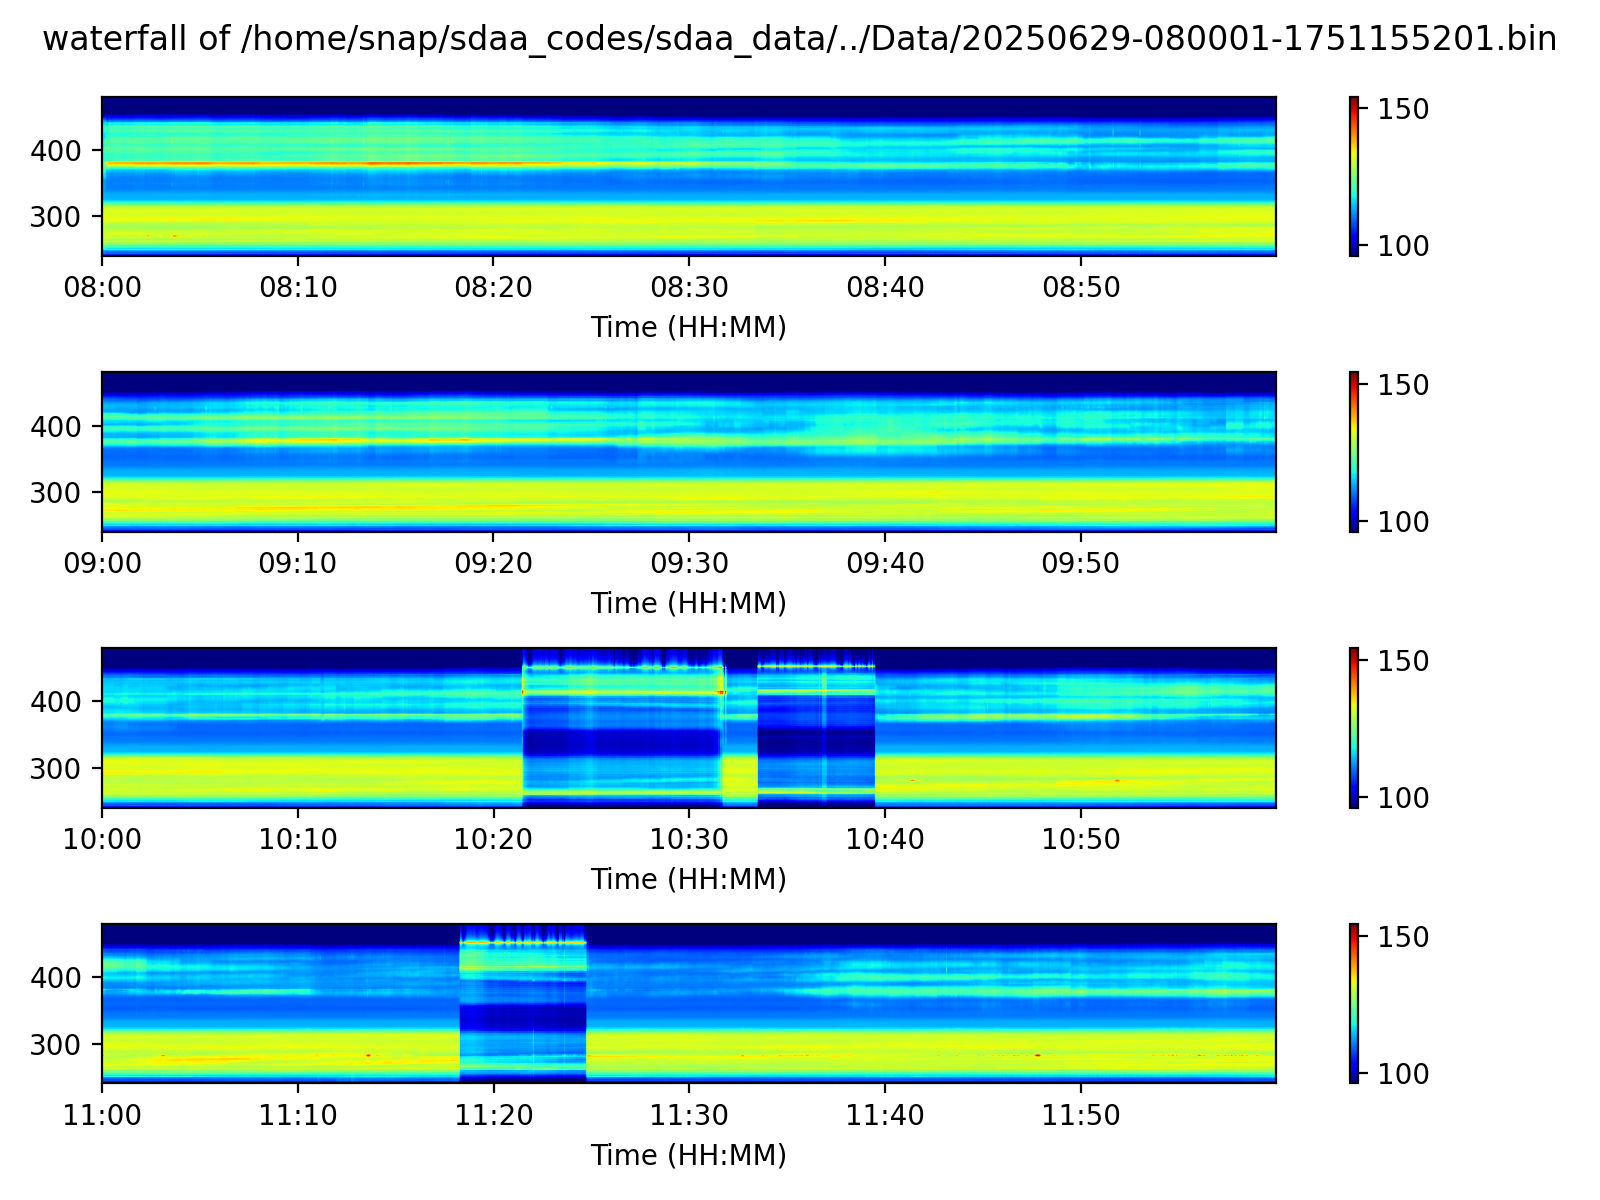 waterfall of /home/snap/sdaa_codes/sdaa_data/../Data/20250629-080001-1751155201.bin
400
300
150
100
08:00 08:10 08:20 08:30 08:40 08:50
Time (HH:MM)
400
300
150
100
09:00 09:10 09:20 09:30 09:40 09:50
Time (HH:MM)
400
300
150
100
10:00 10:10 10:20 10:30 10:40 10:50
Time (HH:MM)
400
300
150
100
11:00 11:10 11:20 11:30 11:40 11:50
Time (HH:MM)